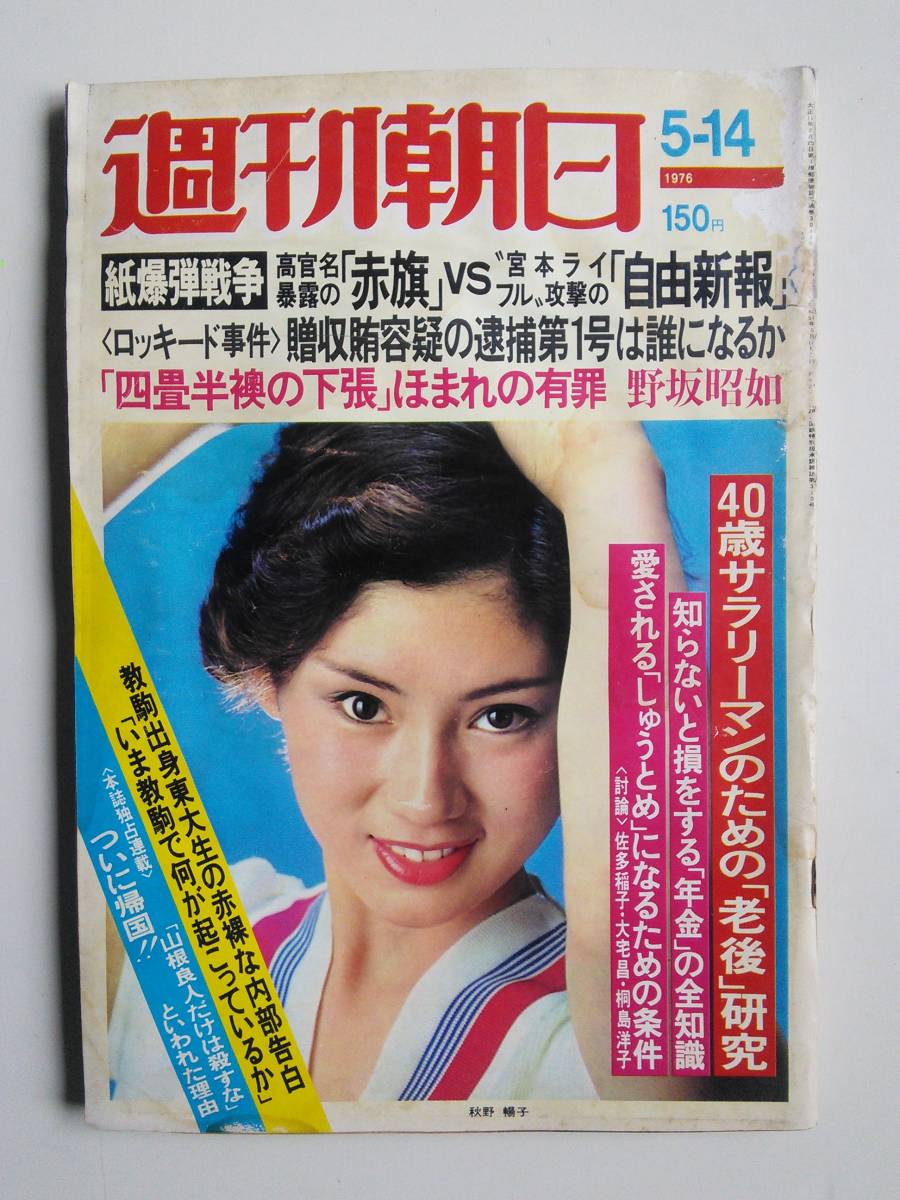 週刊朝日
5-14
1976
150円
紙爆弾戦争 高官名暴露の「赤旗」VS〝宮本ライフル〟攻撃の「自由新報」
〈ロッキード事件〉贈収賄容疑の逮捕第1号は誰になるか
「四畳半襖の下張」ほまれの有罪 野坂昭如
40歳サラリーマンのための「老後」研究
知らないと損をする「年金」の全知識
愛される「しゅうとめ」になるための条件
〈討論〉佐多稲子・大宅昌・桐島洋子
教駒出身東大生の赤裸な内部告白
「いま教駒で何が起こっているか」
〈本誌独占連載〉ついに帰国!!
「山根良人だけは殺すな」
といわれた理由
秋野 暢子